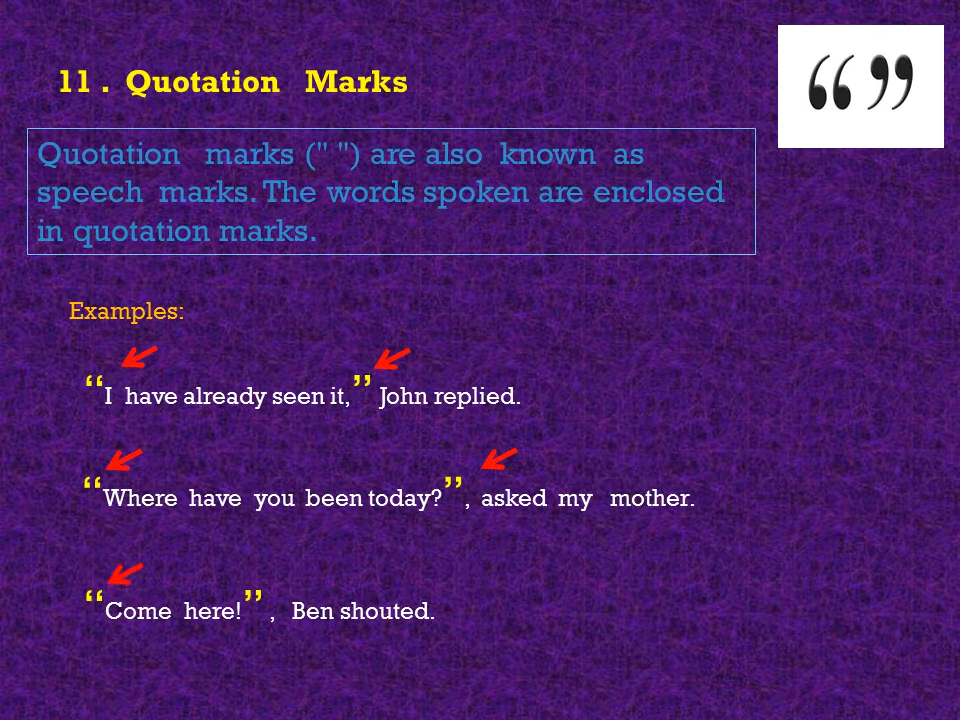 11 . Quotation Marks
“ ”
Quotation marks (" ") are also known as
speech marks. The words spoken are enclosed
in quotation marks.
Examples:
“I have already seen it,” John replied.
“Where have you been today?”, asked my mother.
“Come here!” , Ben shouted.